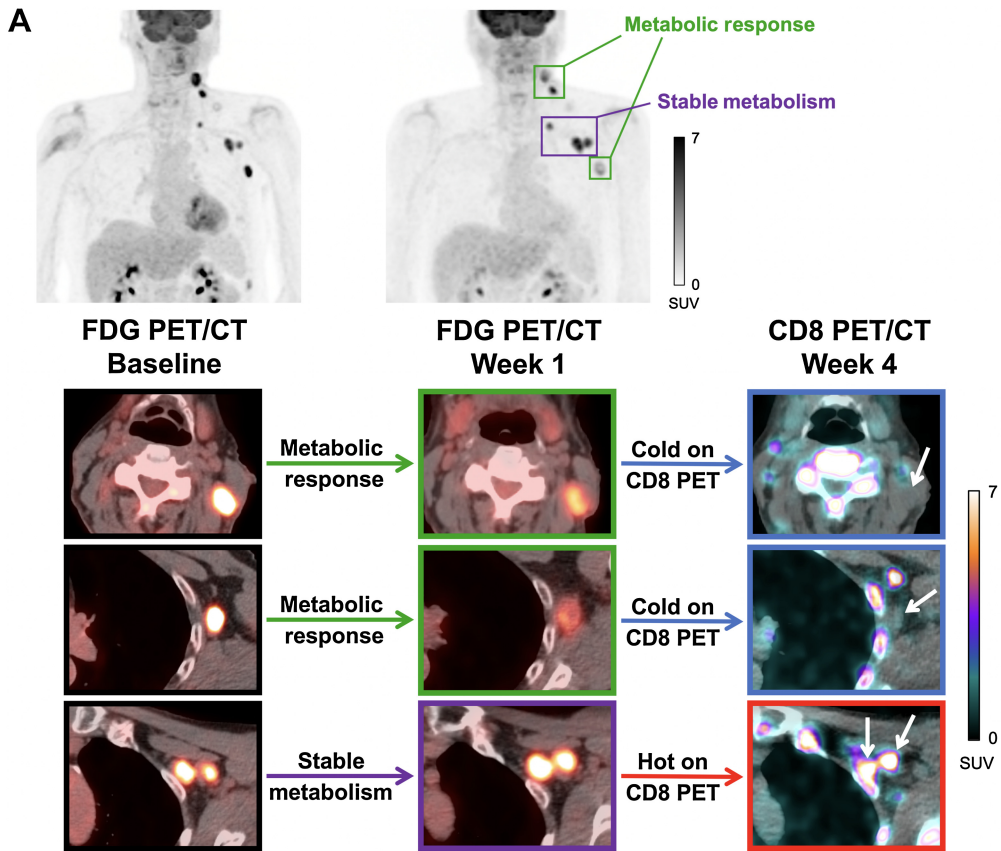 A
Metabolic response
Stable metabolism
7
0
SUV
FDG PET/CT
Baseline
FDG PET/CT
Week 1
CD8 PET/CT
Week 4
Metabolic
response
Cold on
CD8 PET
Metabolic
response
Cold on
CD8 PET
Stable
metabolism
Hot on
CD8 PET
7
0
SUV